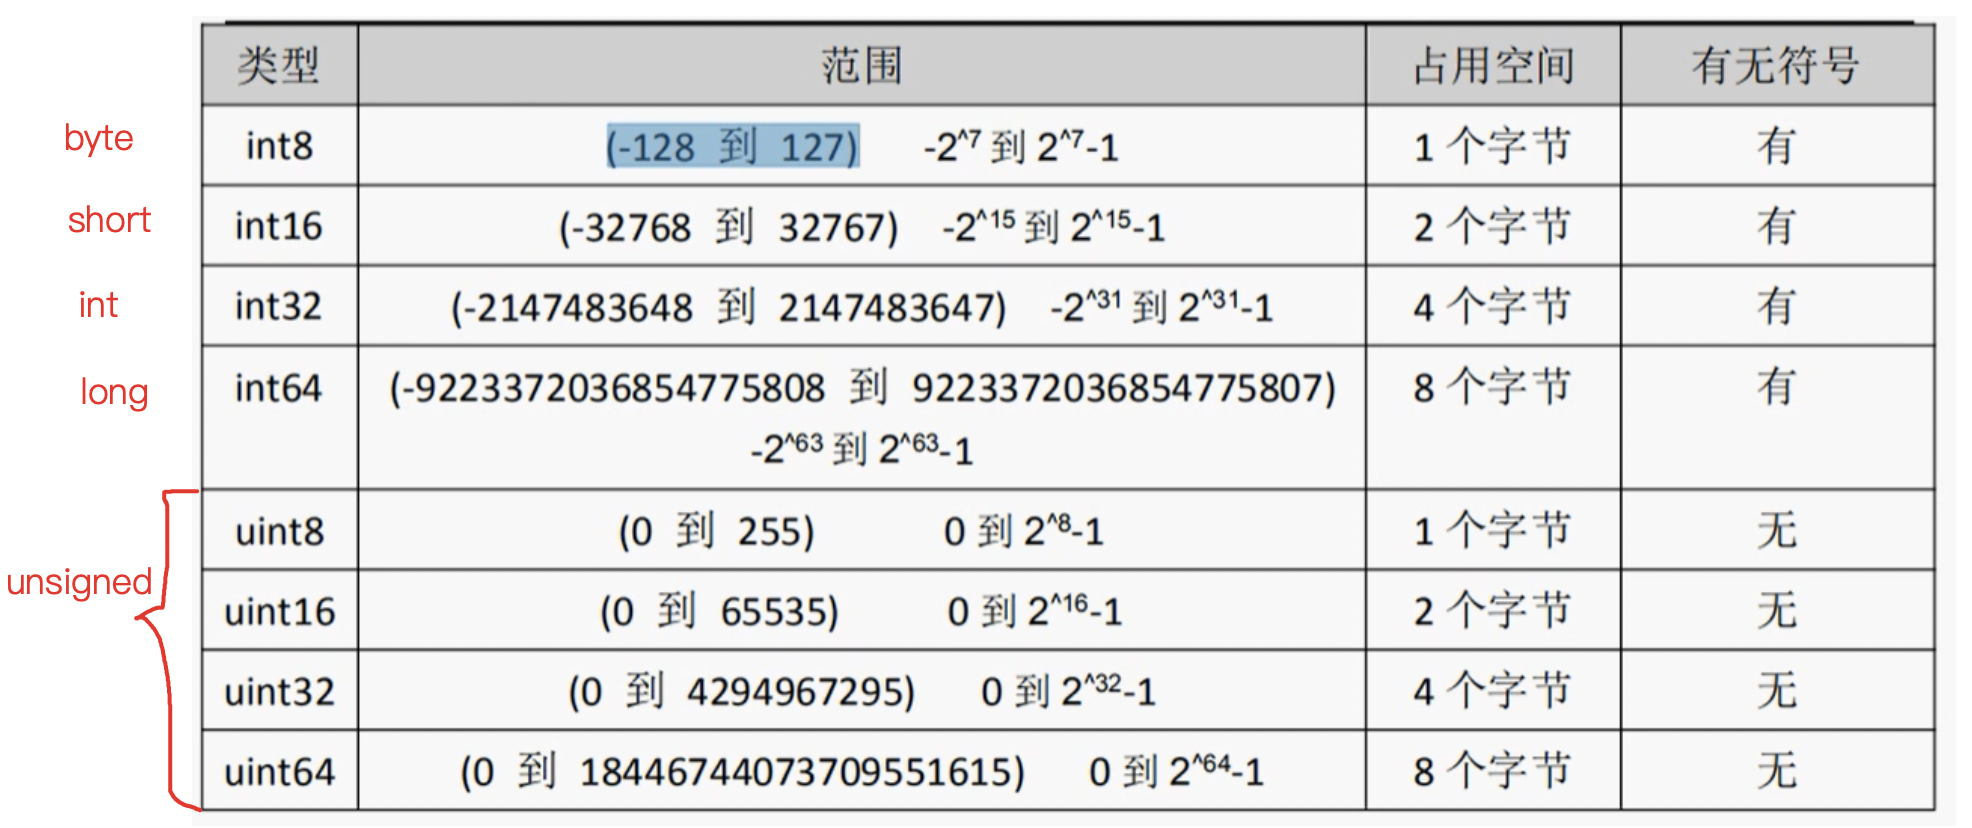 类型 范围 占用空间 有无符号
byte int8 (-128 到 127) -2^7 到 2^7-1 1 个字节 有
short int16 (-32768 到 32767) -2^15 到 2^15-1 2 个字节 有
int int32 (-2147483648 到 2147483647) -2^31 到 2^31-1 4 个字节 有
long int64 (-9223372036854775808 到 9223372036854775807) 8 个字节 有
-2^63 到 2^63-1
uint8 (0 到 255) 0 到 2^8-1 1 个字节 无
unsigned
uint16 (0 到 65535) 0 到 2^16-1 2 个字节 无
uint32 (0 到 4294967295) 0 到 2^32-1 4 个字节 无
uint64 (0 到 18446744073709551615) 0 到 2^64-1 8 个字节 无